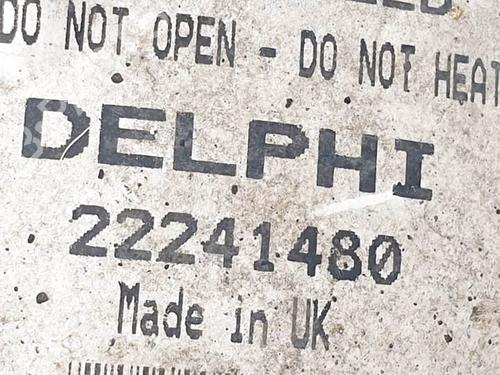 DO NOT OPEN - DO NOT HEAT
DELPHI
22241480
Made in UK